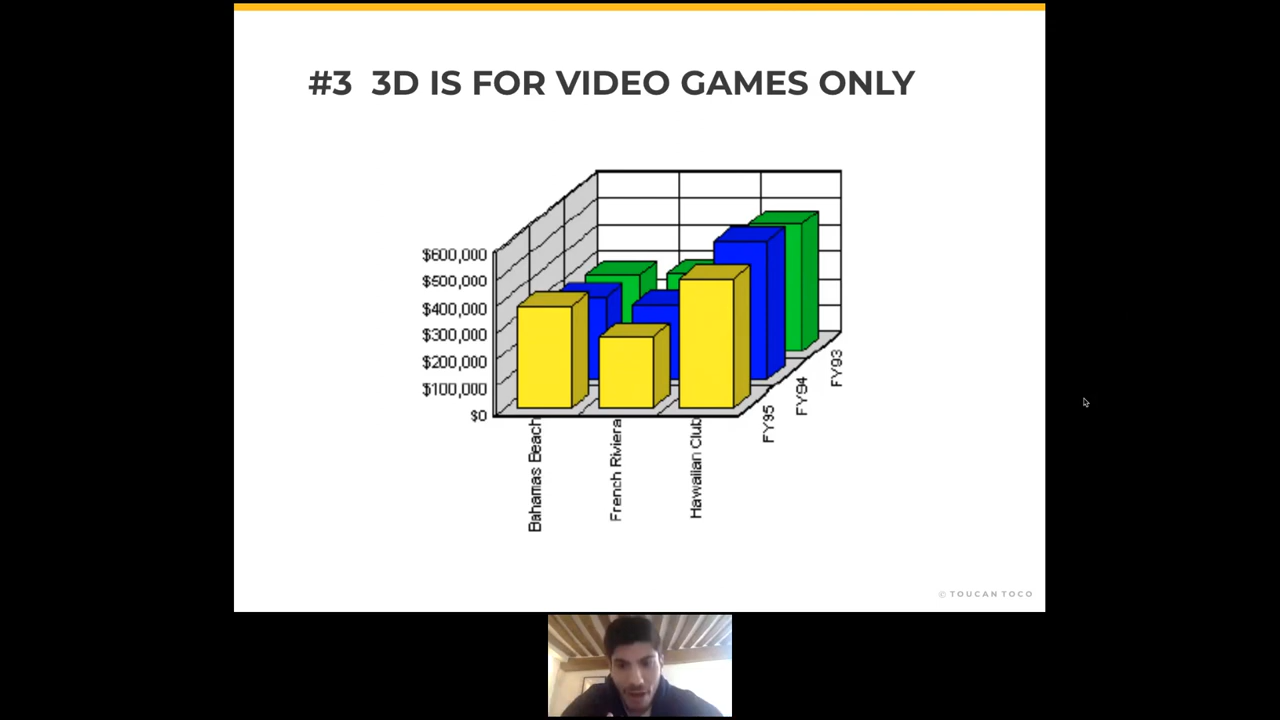 #3 3D IS FOR VIDEO GAMES ONLY
$600,000
$500,000
$400,000
$300,000
$200,000
$100,000
$0
Bahamas Beach
French Riviera
Hawaiian Club
FY95
FY94
FY93
© TOUCAN TOCO